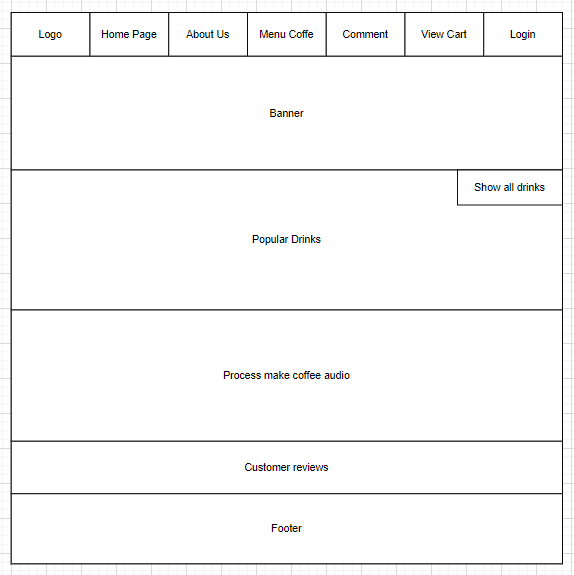 Logo
Home Page
About Us
Menu Coffe
Comment
View Cart
Login
Banner
Show all drinks
Popular Drinks
Process make coffee audio
Customer reviews
Footer